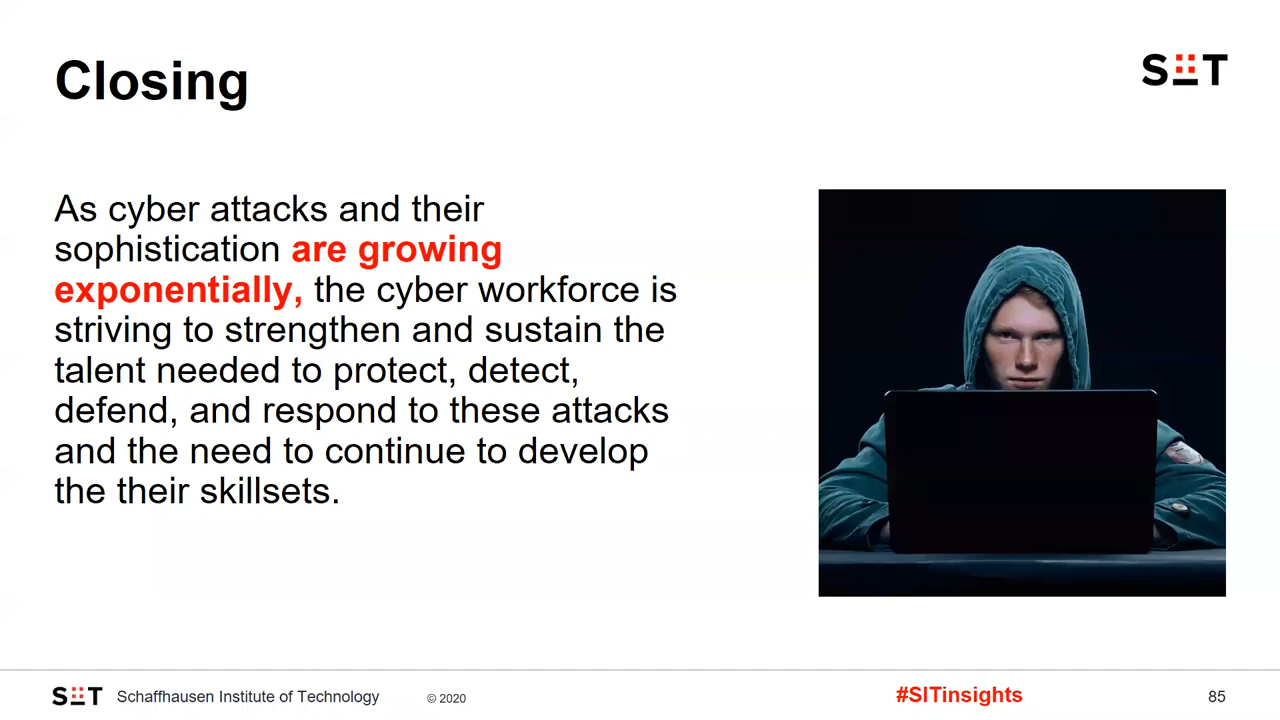 Closing
SIT
As cyber attacks and their
sophistication are growing
exponentially, the cyber workforce is
striving to strengthen and sustain the
talent needed to protect, detect,
defend, and respond to these attacks
and the need to continue to develop
the their skillsets.
SIT Schaffhausen Institute of Technology © 2020 #SITinsights 85